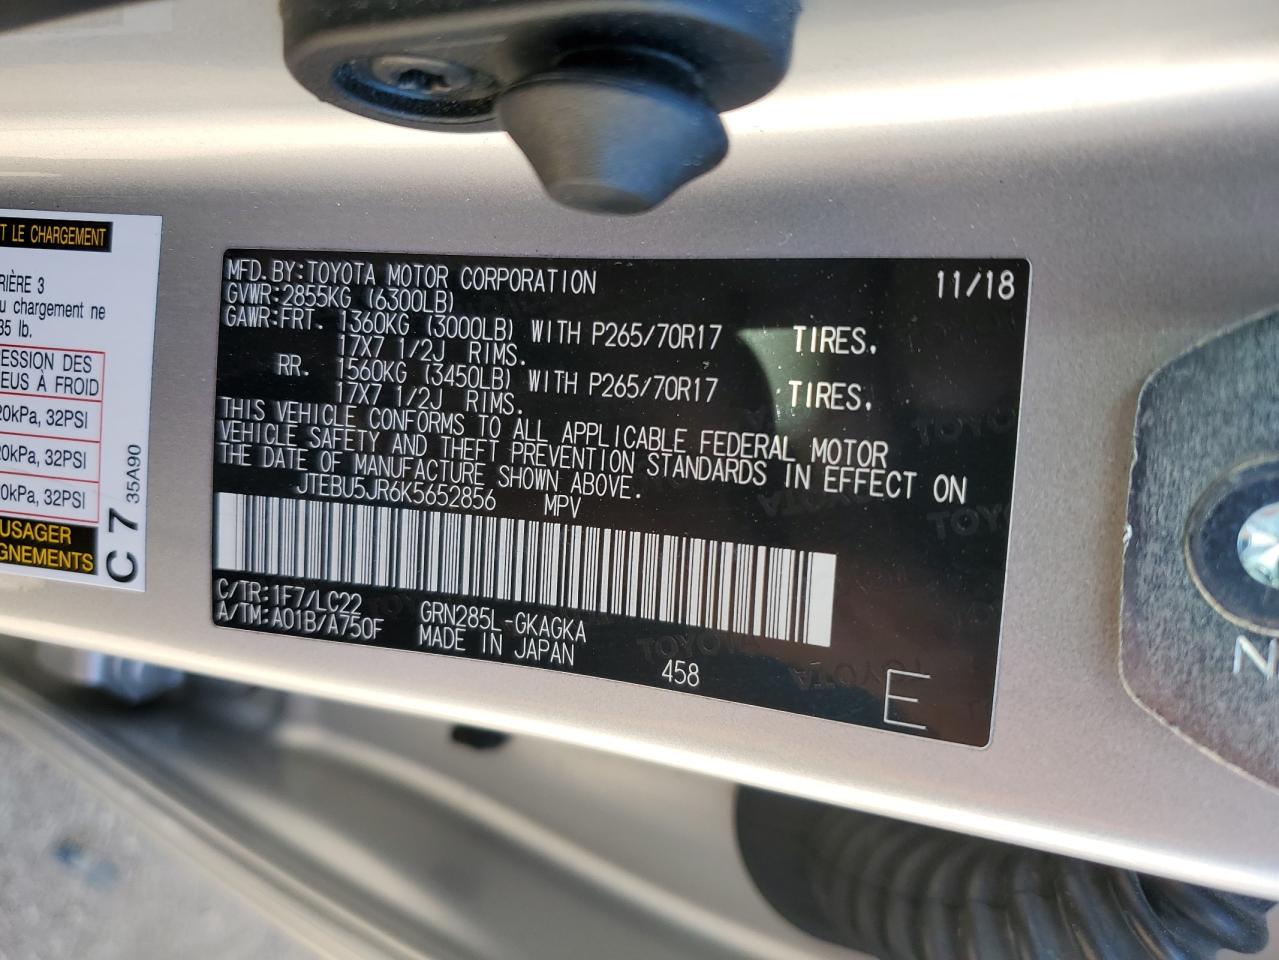 T LE CHARGEMENT
RIÈRE 3
u chargement ne
35 lb.
ESSION DES
EUS À FROID
20kPa, 32PSI
20kPa, 32PSI
20kPa, 32PSI
USAGER
GNEMENTS
C 7 35A90
MFD. BY: TOYOTA MOTOR CORPORATION 11/18
GVWR: 2855KG (6300LB)
GAWR: FRT. 1360KG (3000LB) WITH P265/70R17 TIRES.
17X7 1/2J RIMS.
RR. 1560KG (3450LB) WITH P265/70R17 TIRES.
17X7 1/2J RIMS.
THIS VEHICLE CONFORMS TO ALL APPLICABLE FEDERAL MOTOR
VEHICLE SAFETY AND THEFT PREVENTION STANDARDS IN EFFECT ON
THE DATE OF MANUFACTURE SHOWN ABOVE.
JTEBU5JR6K5652856 MPV
C/TR: 1F7/LC22 GRN285L-GKAGKA
A/TM: A01B/A750F MADE IN JAPAN
458
E
N